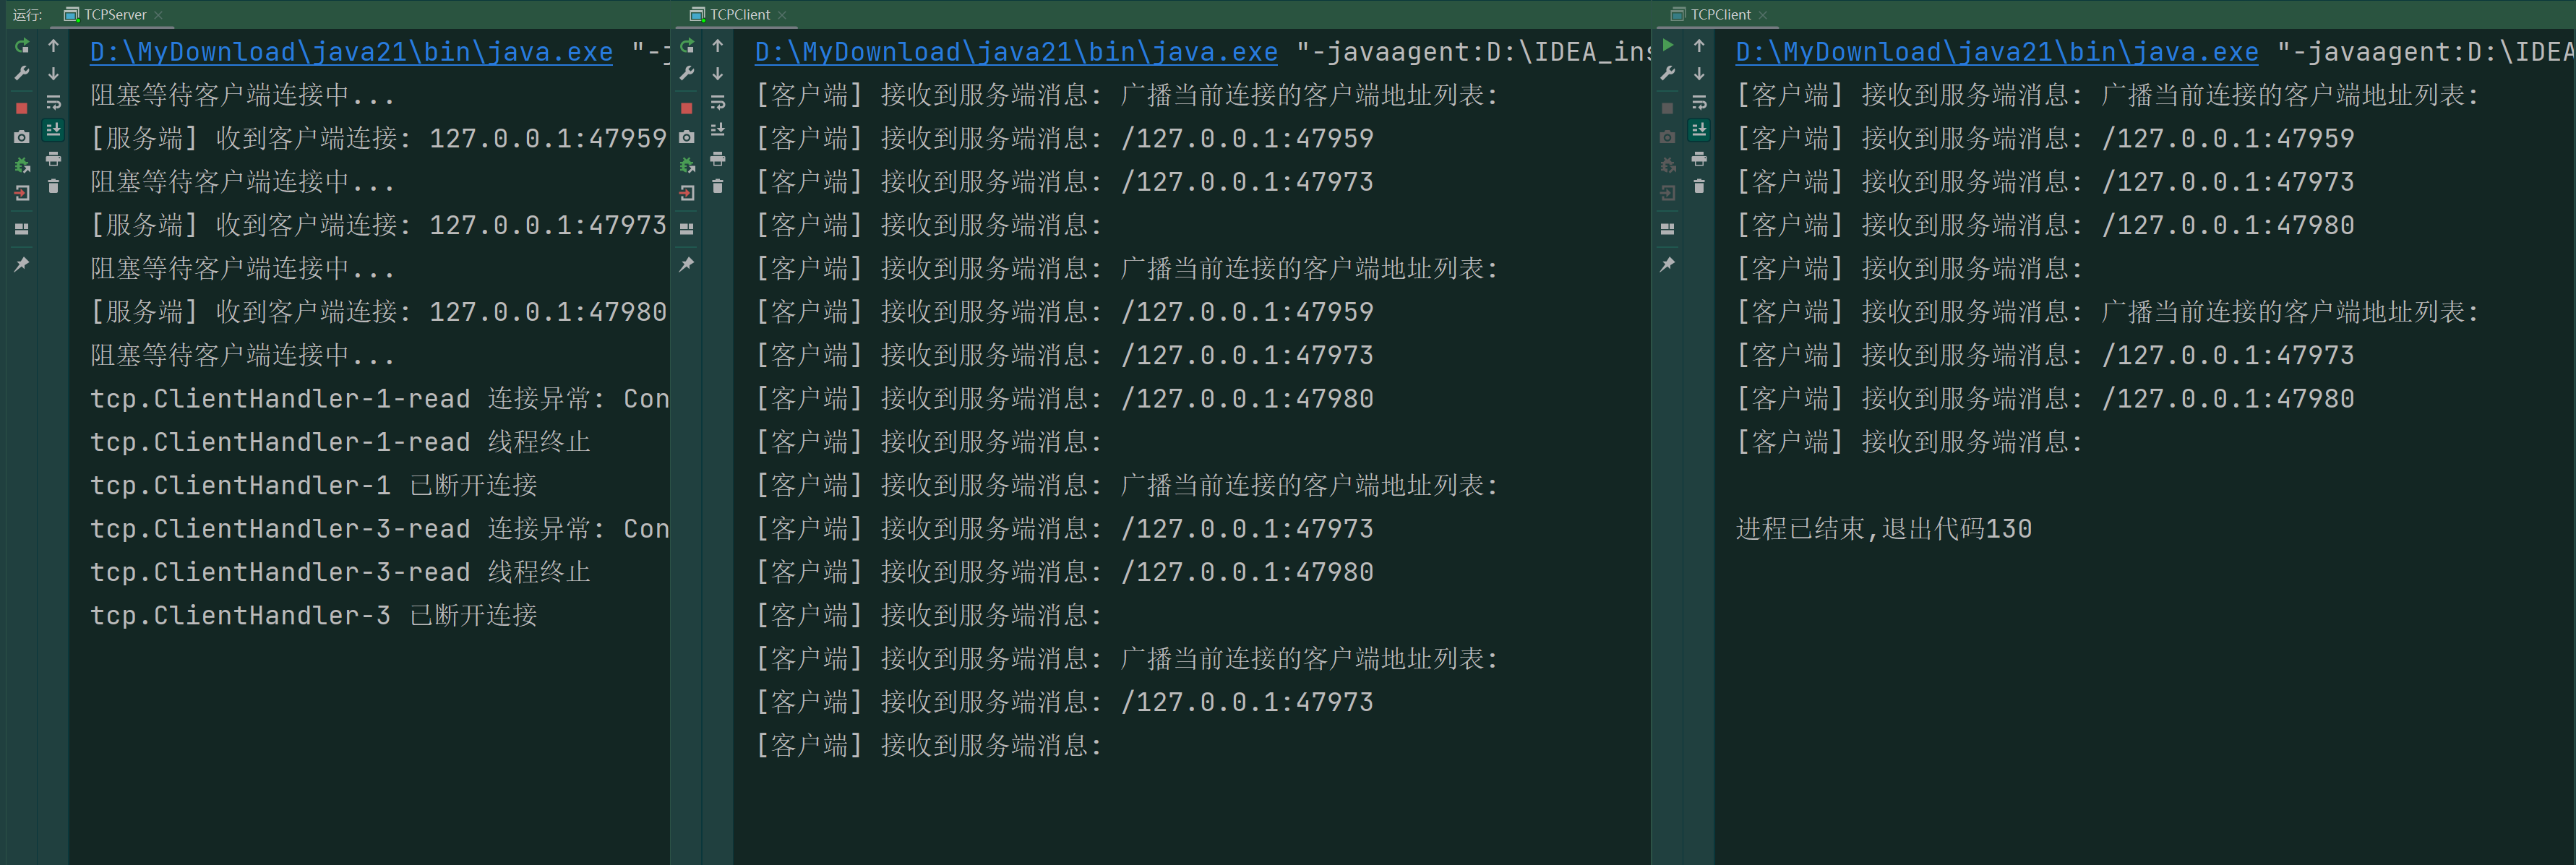 运行:
TCPServer
D:\MyDownload\java21\bin\java.exe "-j
阻塞等待客户端连接中...
[服务端] 收到客户端连接: 127.0.0.1:47959
阻塞等待客户端连接中...
[服务端] 收到客户端连接: 127.0.0.1:47973
阻塞等待客户端连接中...
[服务端] 收到客户端连接: 127.0.0.1:47980
阻塞等待客户端连接中...
tcp.ClientHandler-1-read 连接异常: Con
tcp.ClientHandler-1-read 线程终止
tcp.ClientHandler-1 已断开连接
tcp.ClientHandler-3-read 连接异常: Con
tcp.ClientHandler-3-read 线程终止
tcp.ClientHandler-3 已断开连接
TCPClient
D:\MyDownload\java21\bin\java.exe "-javaagent:D:\IDEA_ins
[客户端] 接收到服务端消息: 广播当前连接的客户端地址列表:
[客户端] 接收到服务端消息: /127.0.0.1:47959
[客户端] 接收到服务端消息: /127.0.0.1:47973
[客户端] 接收到服务端消息:
[客户端] 接收到服务端消息: 广播当前连接的客户端地址列表:
[客户端] 接收到服务端消息: /127.0.0.1:47959
[客户端] 接收到服务端消息: /127.0.0.1:47973
[客户端] 接收到服务端消息: /127.0.0.1:47980
[客户端] 接收到服务端消息:
[客户端] 接收到服务端消息: 广播当前连接的客户端地址列表:
[客户端] 接收到服务端消息: /127.0.0.1:47973
[客户端] 接收到服务端消息: /127.0.0.1:47980
[客户端] 接收到服务端消息:
[客户端] 接收到服务端消息: 广播当前连接的客户端地址列表:
[客户端] 接收到服务端消息: /127.0.0.1:47973
[客户端] 接收到服务端消息:
TCPClient
D:\MyDownload\java21\bin\java.exe "-javaagent:D:\IDEA
[客户端] 接收到服务端消息: 广播当前连接的客户端地址列表:
[客户端] 接收到服务端消息: /127.0.0.1:47959
[客户端] 接收到服务端消息: /127.0.0.1:47973
[客户端] 接收到服务端消息: /127.0.0.1:47980
[客户端] 接收到服务端消息:
[客户端] 接收到服务端消息: 广播当前连接的客户端地址列表:
[客户端] 接收到服务端消息: /127.0.0.1:47973
[客户端] 接收到服务端消息: /127.0.0.1:47980
[客户端] 接收到服务端消息:
进程已结束,退出代码130